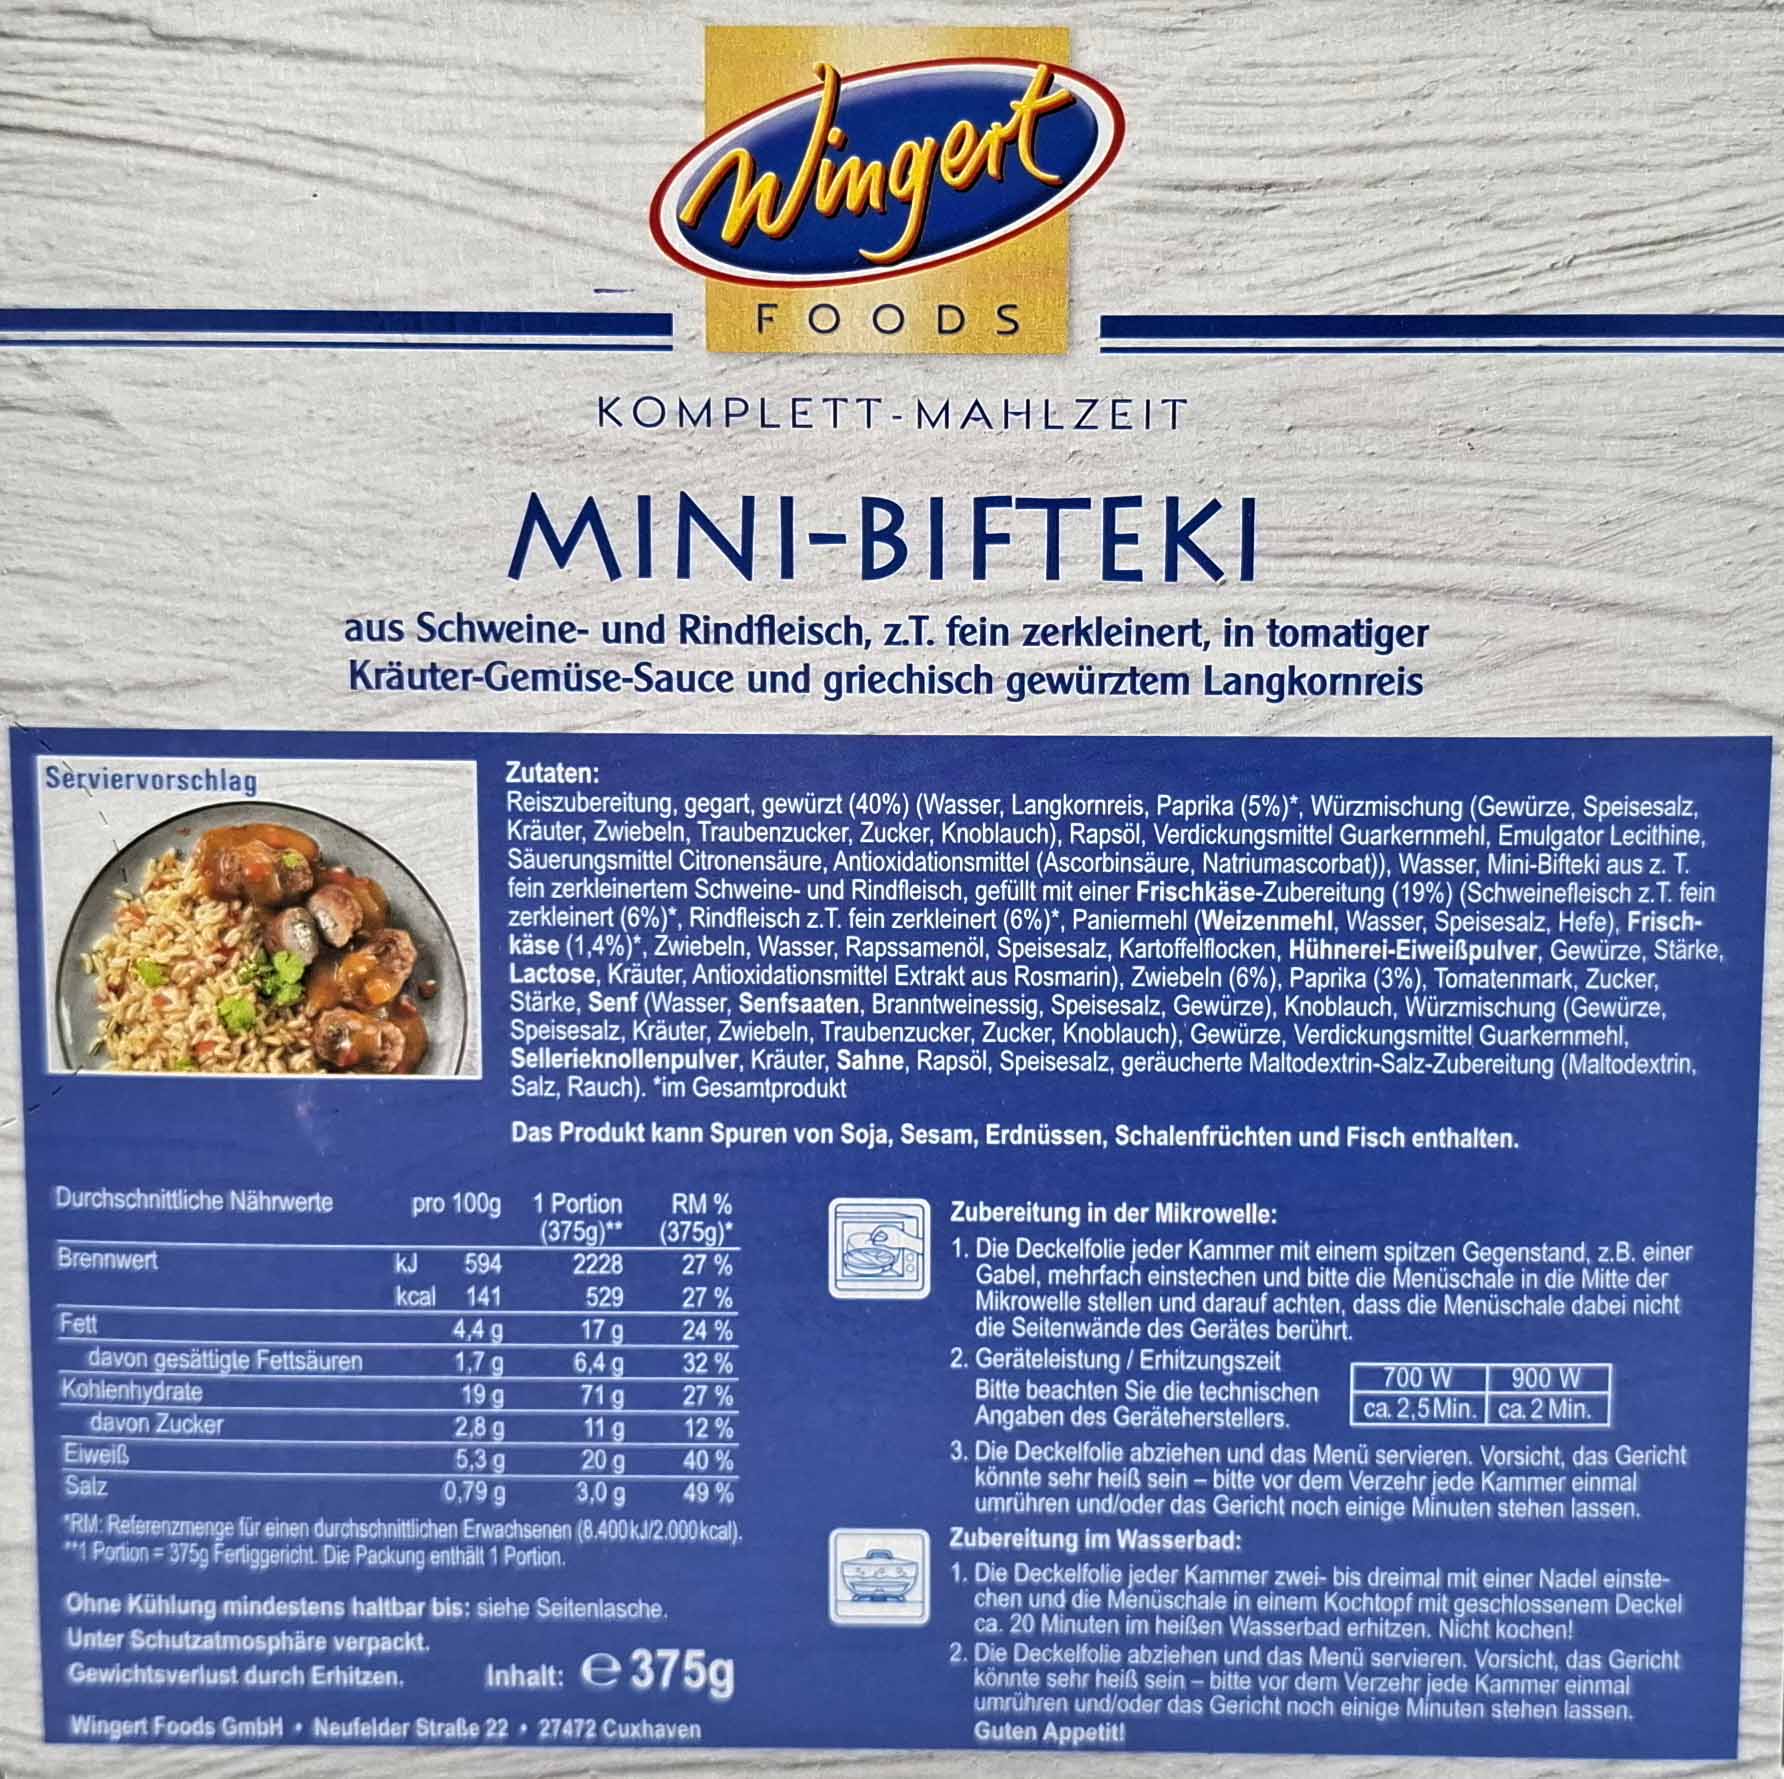 Wingert
FOODS
KOMPLETT-MAHLZEIT
MINI-BIFTEKI
aus Schweine- und Rindfleisch, z.T. fein zerkleinert, in tomatiger
Kräuter-Gemüse-Sauce und griechisch gewürztem Langkornreis
Serviervorschlag
Zutaten:
Reiszubereitung, gegart, gewürzt (40%) (Wasser, Langkornreis, Paprika (5%)*, Würzmischung (Gewürze, Speisesalz,
Kräuter, Zwiebeln, Traubenzucker, Zucker, Knoblauch), Rapsöl, Verdickungsmittel Guarkernmehl, Emulgator Lecithine,
Säuerungsmittel Citronensäure, Antioxidationsmittel (Ascorbinsäure, Natriumascorbat)), Wasser, Mini-Bifteki aus z. T.
fein zerkleinertem Schweine- und Rindfleisch, gefüllt mit einer Frischkäse-Zubereitung (19%) (Schweinefleisch z.T. fein
zerkleinert (6%)*, Rindfleisch z.T. fein zerkleinert (6%)*, Paniermehl (Weizenmehl, Wasser, Speisesalz, Hefe), Frisch-
käse (1,4%)*, Zwiebeln, Wasser, Rapssamenöl, Speisesalz, Kartoffelflocken, Hühnerei-Eiweißpulver, Gewürze, Stärke,
Lactose, Kräuter, Antioxidationsmittel Extrakt aus Rosmarin), Zwiebeln (6%), Paprika (3%), Tomatenmark, Zucker,
Stärke, Senf (Wasser, Senfsaaten, Branntweinessig, Speisesalz, Gewürze), Knoblauch, Würzmischung (Gewürze,
Speisesalz, Kräuter, Zwiebeln, Traubenzucker, Zucker, Knoblauch), Gewürze, Verdickungsmittel Guarkernmehl,
Sellerieknollenpulver, Kräuter, Sahne, Rapsöl, Speisesalz, geräucherte Maltodextrin-Salz-Zubereitung (Maltodextrin,
Salz, Rauch). *im Gesamtprodukt
Das Produkt kann Spuren von Soja, Sesam, Erdnüssen, Schalenfrüchten und Fisch enthalten.
Durchschnittliche Nährwerte pro 100g 1 Portion RM %
(375g)** (375g)*
Brennwert kJ 594 2228 27 %
kcal 141 529 27 %
Fett 4,4 g 17 g 24 %
davon gesättigte Fettsäuren 1,7 g 6,4 g 32 %
Kohlenhydrate 19 g 71 g 27 %
davon Zucker 2,8 g 11 g 12 %
Eiweiß 5,3 g 20 g 40 %
Salz 0,79 g 3,0 g 49 %
*RM: Referenzmenge für einen durchschnittlichen Erwachsenen (8.400 kJ/2.000 kcal).
**1 Portion = 375g Fertiggericht. Die Packung enthält 1 Portion.
Ohne Kühlung mindestens haltbar bis: siehe Seitenlasche.
Unter Schutzatmosphäre verpackt.
Gewichtsverlust durch Erhitzen.
Inhalt: ℮ 375g
Wingert Foods GmbH • Neufelder Straße 22 • 27472 Cuxhaven
Zubereitung in der Mikrowelle:
1. Die Deckelfolie jeder Kammer mit einem spitzen Gegenstand, z.B. einer
Gabel, mehrfach einstechen und bitte die Menüschale in die Mitte der
Mikrowelle stellen und darauf achten, dass die Menüschale dabei nicht
die Seitenwände des Gerätes berührt.
2. Geräteleistung / Erhitzungszeit
Bitte beachten Sie die technischen
Angaben des Geräteherstellers.
700 W 900 W
ca. 2,5 Min. ca. 2 Min.
3. Die Deckelfolie abziehen und das Menü servieren. Vorsicht, das Gericht
könnte sehr heiß sein – bitte vor dem Verzehr jede Kammer einmal
umrühren und/oder das Gericht noch einige Minuten stehen lassen.
Zubereitung im Wasserbad:
1. Die Deckelfolie jeder Kammer zwei- bis dreimal mit einer Nadel einste-
chen und die Menüschale in einem Kochtopf mit geschlossenem Deckel
ca. 20 Minuten im heißen Wasserbad erhitzen. Nicht kochen!
2. Die Deckelfolie abziehen und das Menü servieren. Vorsicht, das Gericht
könnte sehr heiß sein – bitte vor dem Verzehr jede Kammer einmal
umrühren und/oder das Gericht noch einige Minuten stehen lassen.
Guten Appetit!